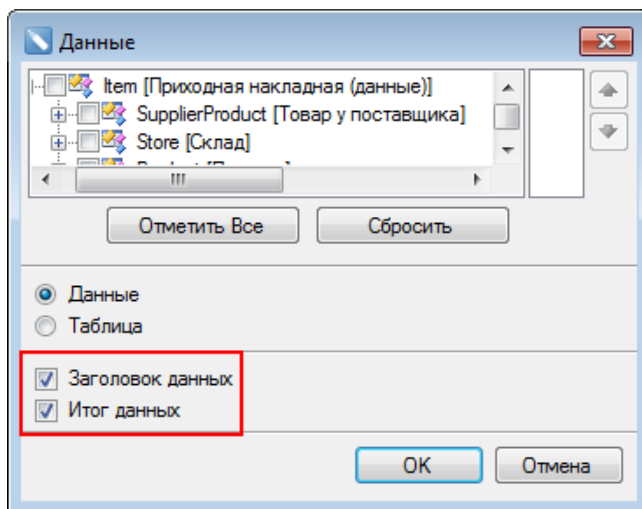 Данные
Item [Приходная накладная (данные)]
SupplierProduct [Товар у поставщика]
Store [Склад]
Отметить Все
Сбросить
Данные
Таблица
Заголовок данных
Итог данных
OK
Отмена